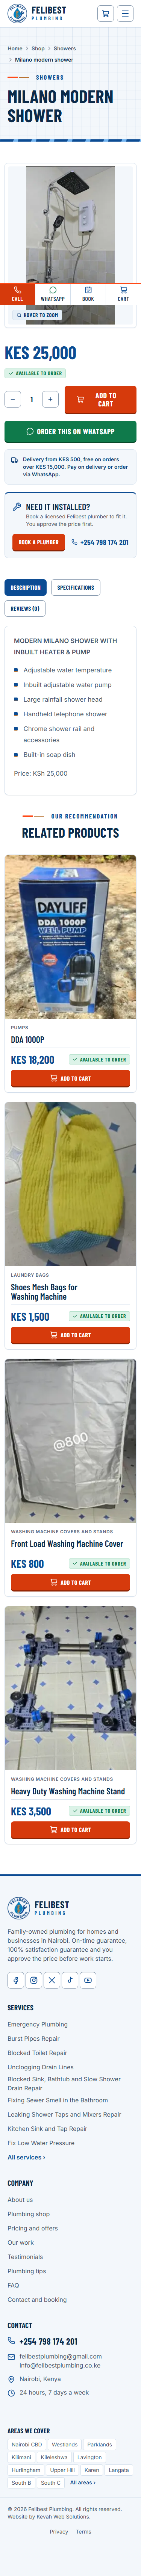 FELIBEST
PLUMBING
Home > Shop > Showers
> Milano modern shower
SHOWERS
MILANO MODERN
SHOWER
CALL
WHATSAPP
BOOK
CART
HOVER TO ZOOM
KES 25,000
AVAILABLE TO ORDER
1
ADD TO
CART
ORDER THIS ON WHATSAPP
Delivery from KES 500, free on orders
over KES 15,000. Pay on delivery or order
via WhatsApp.
NEED IT INSTALLED?
Book a licensed Felibest plumber to fit it.
You approve the price first.
BOOK A PLUMBER
+254 798 174 201
DESCRIPTION
SPECIFICATIONS
REVIEWS (0)
MODERN MILANO SHOWER WITH
INBUILT HEATER & PUMP
Adjustable water temperature
Inbuilt adjustable water pump
Large rainfall shower head
Handheld telephone shower
Chrome shower rail and
accessories
Built-in soap dish
Price: KSh 25,000
OUR RECOMMENDATION
RELATED PRODUCTS
DAYLIFF
DDA 1000P
WELL PUMP
PUMPS
DDA 1000P
KES 18,200
AVAILABLE TO ORDER
ADD TO CART
LAUNDRY BAGS
Shoes Mesh Bags for
Washing Machine
KES 1,500
AVAILABLE TO ORDER
ADD TO CART
@800
WASHING MACHINE COVERS AND STANDS
Front Load Washing Machine Cover
KES 800
AVAILABLE TO ORDER
ADD TO CART
WASHING MACHINE COVERS AND STANDS
Heavy Duty Washing Machine Stand
KES 3,500
AVAILABLE TO ORDER
ADD TO CART
FELIBEST
PLUMBING
Family-owned plumbing for homes and
businesses in Nairobi. On-time guarantee,
100% satisfaction guarantee and you
approve the price before work starts.
SERVICES
Emergency Plumbing
Burst Pipes Repair
Blocked Toilet Repair
Unclogging Drain Lines
Blocked Sink, Bathtub and Slow Shower
Drain Repair
Fixing Sewer Smell in the Bathroom
Leaking Shower Taps and Mixers Repair
Kitchen Sink and Tap Repair
Fix Low Water Pressure
All services ›
COMPANY
About us
Plumbing shop
Pricing and offers
Our work
Testimonials
Plumbing tips
FAQ
Contact and booking
CONTACT
+254 798 174 201
felibestplumbing@gmail.com
info@felibestplumbing.co.ke
Nairobi, Kenya
24 hours, 7 days a week
AREAS WE COVER
Nairobi CBD
Westlands
Parklands
Kilimani
Kileleshwa
Lavington
Hurlingham
Upper Hill
Karen
Langata
South B
South C
All areas ›
© 2026 Felibest Plumbing. All rights reserved.
Website by Kevah Web Solutions.
Privacy
Terms